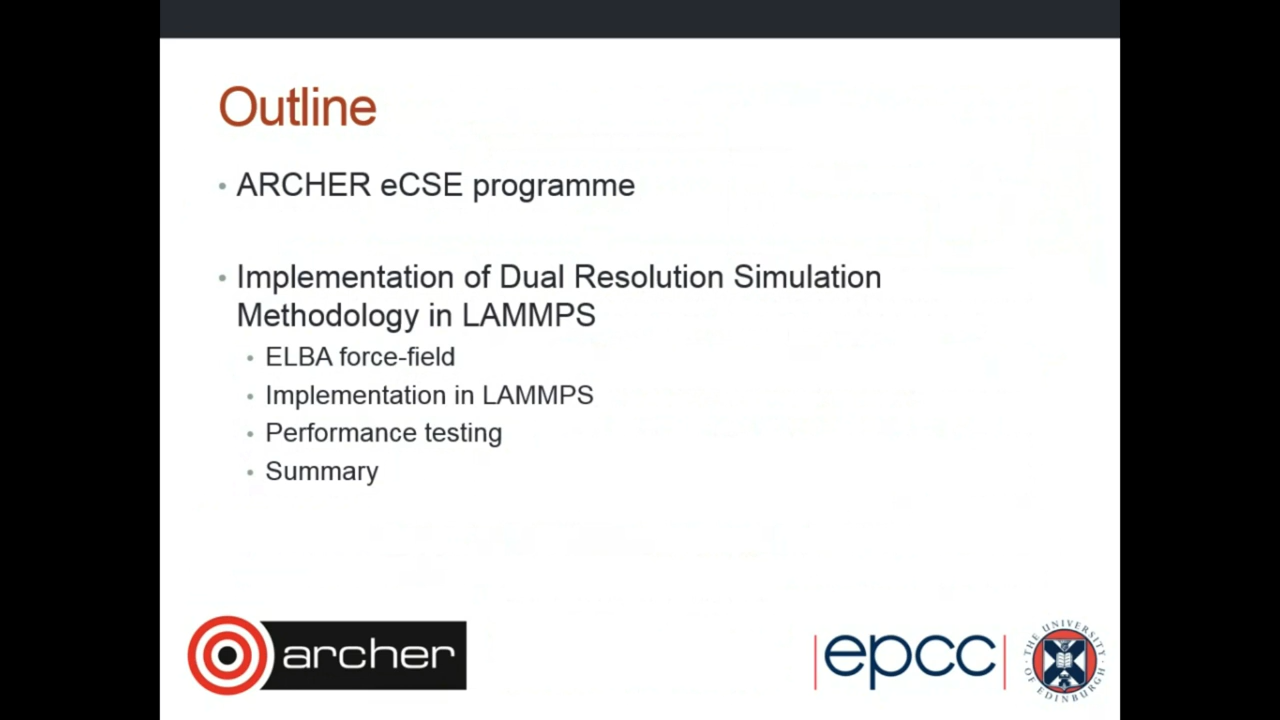 Outline
• ARCHER eCSE programme
• Implementation of Dual Resolution Simulation
Methodology in LAMMPS
• ELBA force-field
• Implementation in LAMMPS
• Performance testing
• Summary
archer
epcc
THE UNIVERSITY
OF EDINBURGH